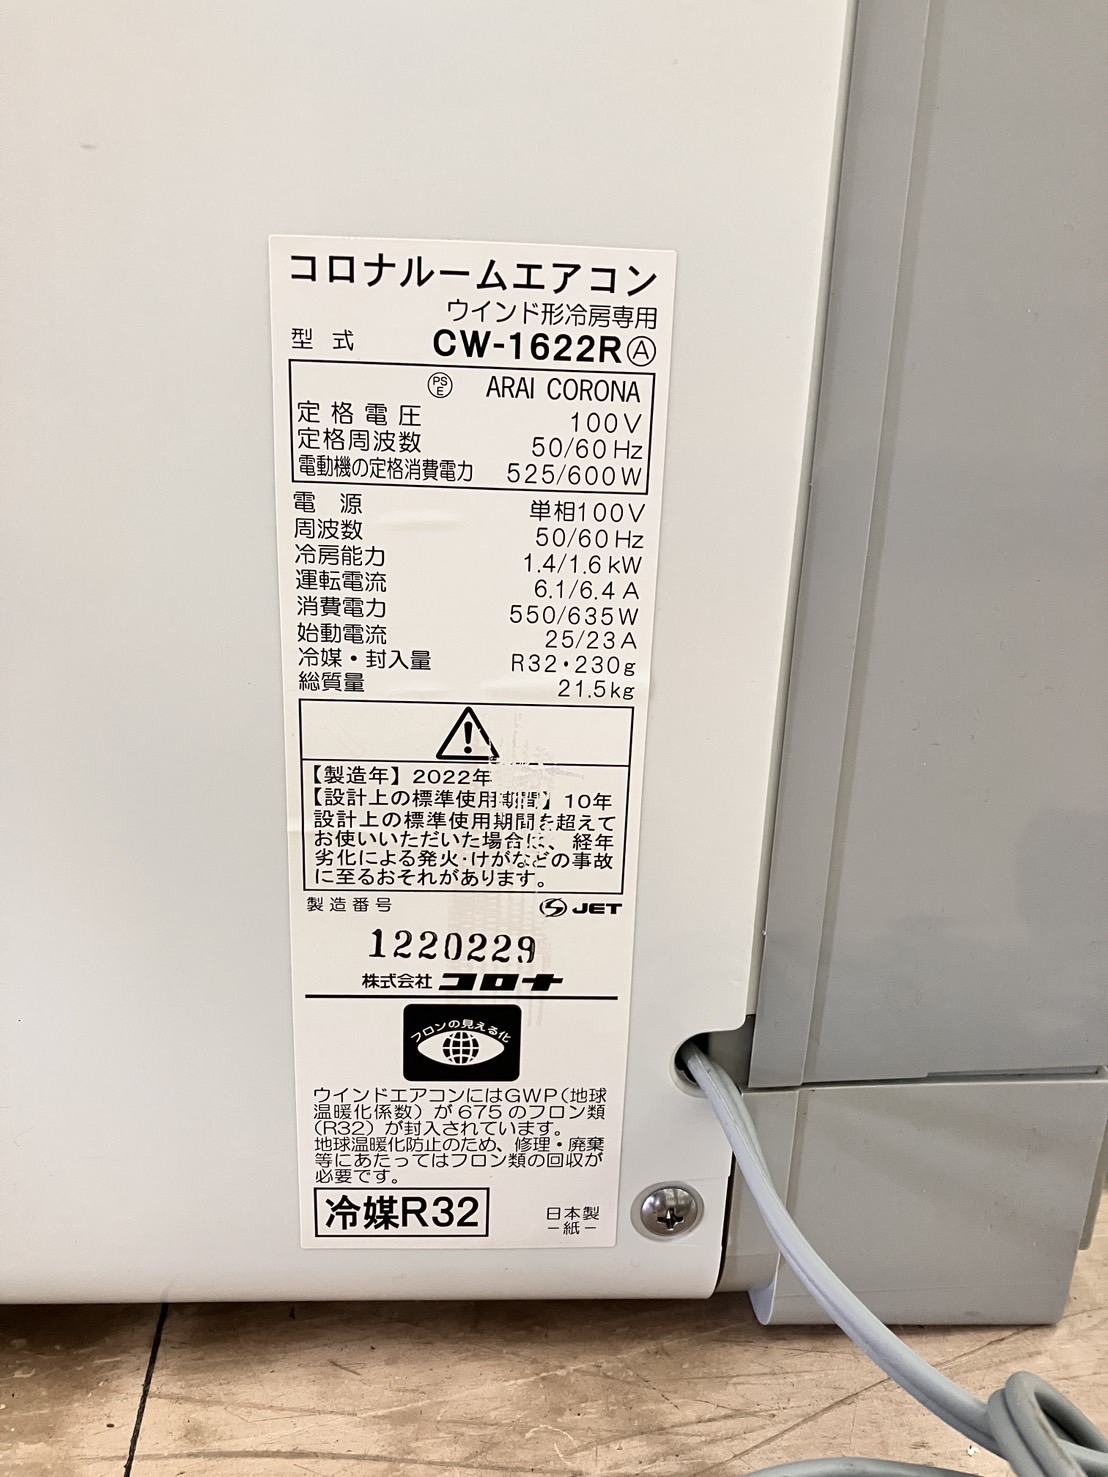 コロナルームエアコン
ウインド形冷房専用
型式 CW-1622RⒶ
PSE ARAI CORONA
定格電圧 100V
定格周波数 50/60Hz
電動機の定格消費電力 525/600W
電源 単相100V
周波数 50/60Hz
冷房能力 1.4/1.6kW
運転電流 6.1/6.4A
消費電力 550/635W
始動電流 25/23A
冷媒・封入量 R32・230g
総質量 21.5kg
【製造年】2022年
【設計上の標準使用期間】10年
設計上の標準使用期間を超えて
お使いいただいた場合は、経年
劣化による発火・けがなどの事故
に至るおそれがあります。
製造番号 JET
1220229
株式会社コロナ
フロンの見える化
ウインドエアコンにはGWP(地球
温暖化係数)が675のフロン類
(R32)が封入されています。
地球温暖化防止のため、修理・廃棄
等にあたってはフロン類の回収が
必要です。
冷媒R32
日本製
－紙－